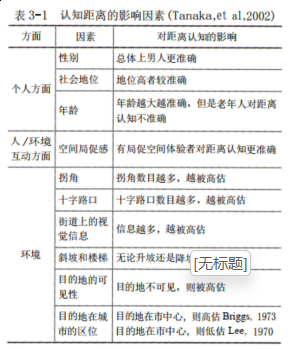 表 3-1 认知距离的影响因素(Tanaka,et al,2002)
方面 因素 对距离认知的影响
个人方面
性别 总体上男人更准确
社会地位 地位高者较准确
年龄 年龄越大越准确，但是老年人对距离
认知不准确
人/环境
互动方面
空间局促感 有局促空间体验者对距离认知更准确
环境
拐角 拐角数目越多，越被高估
十字路口 十字路口数目越多，越被高估
街道上的视
觉信息
信息越多，越被高估
斜坡和楼梯 无论升坡还是降坡
[无标题]
目的地的可
见性
目的地不可见，则被高估
目的地在城
市的区位
目的地在市中心，则高估 Briggs, 1973
目的地在市中心，则低估 Lee, 1970